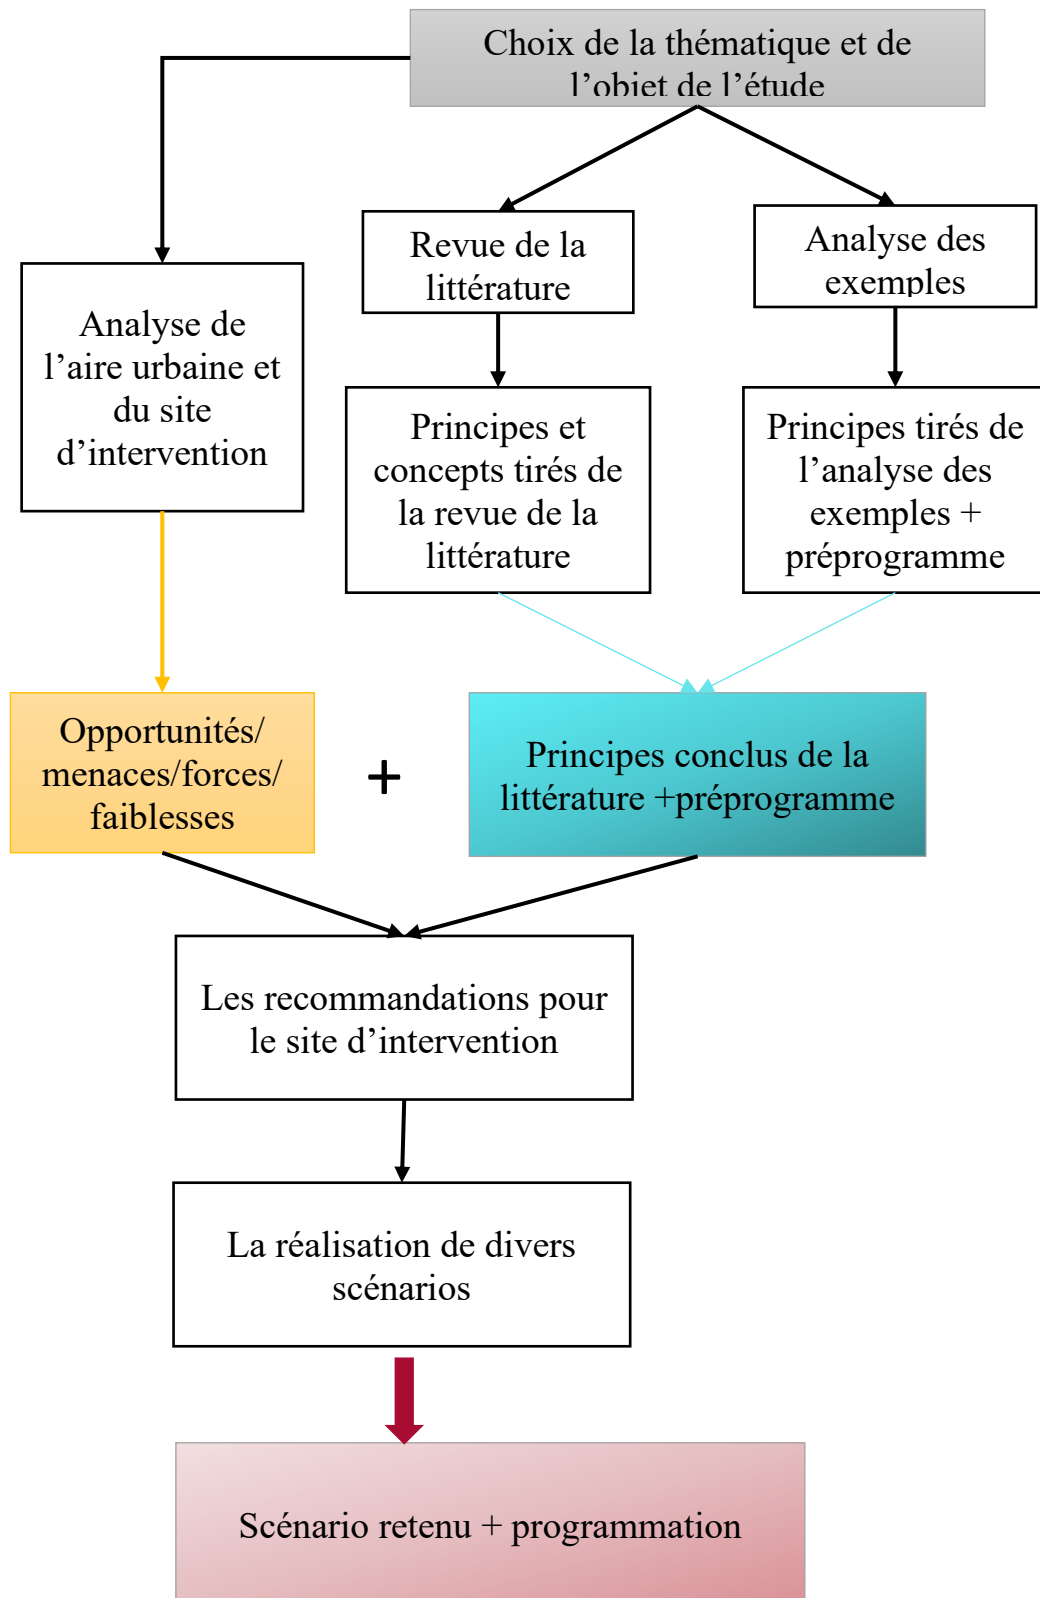 Choix de la thématique et de
l’objet de l’étude
Revue de la
littérature
Analyse des
exemples
Analyse de
l’aire urbaine et
du site
d’intervention
Principes et
concepts tirés de
la revue de la
littérature
Principes tirés de
l’analyse des
exemples +
préprogramme
Opportunités/
menaces/forces/
faiblesses
+
Principes conclus de la
littérature +préprogramme
Les recommandations pour
le site d’intervention
La réalisation de divers
scénarios
Scénario retenu + programmation